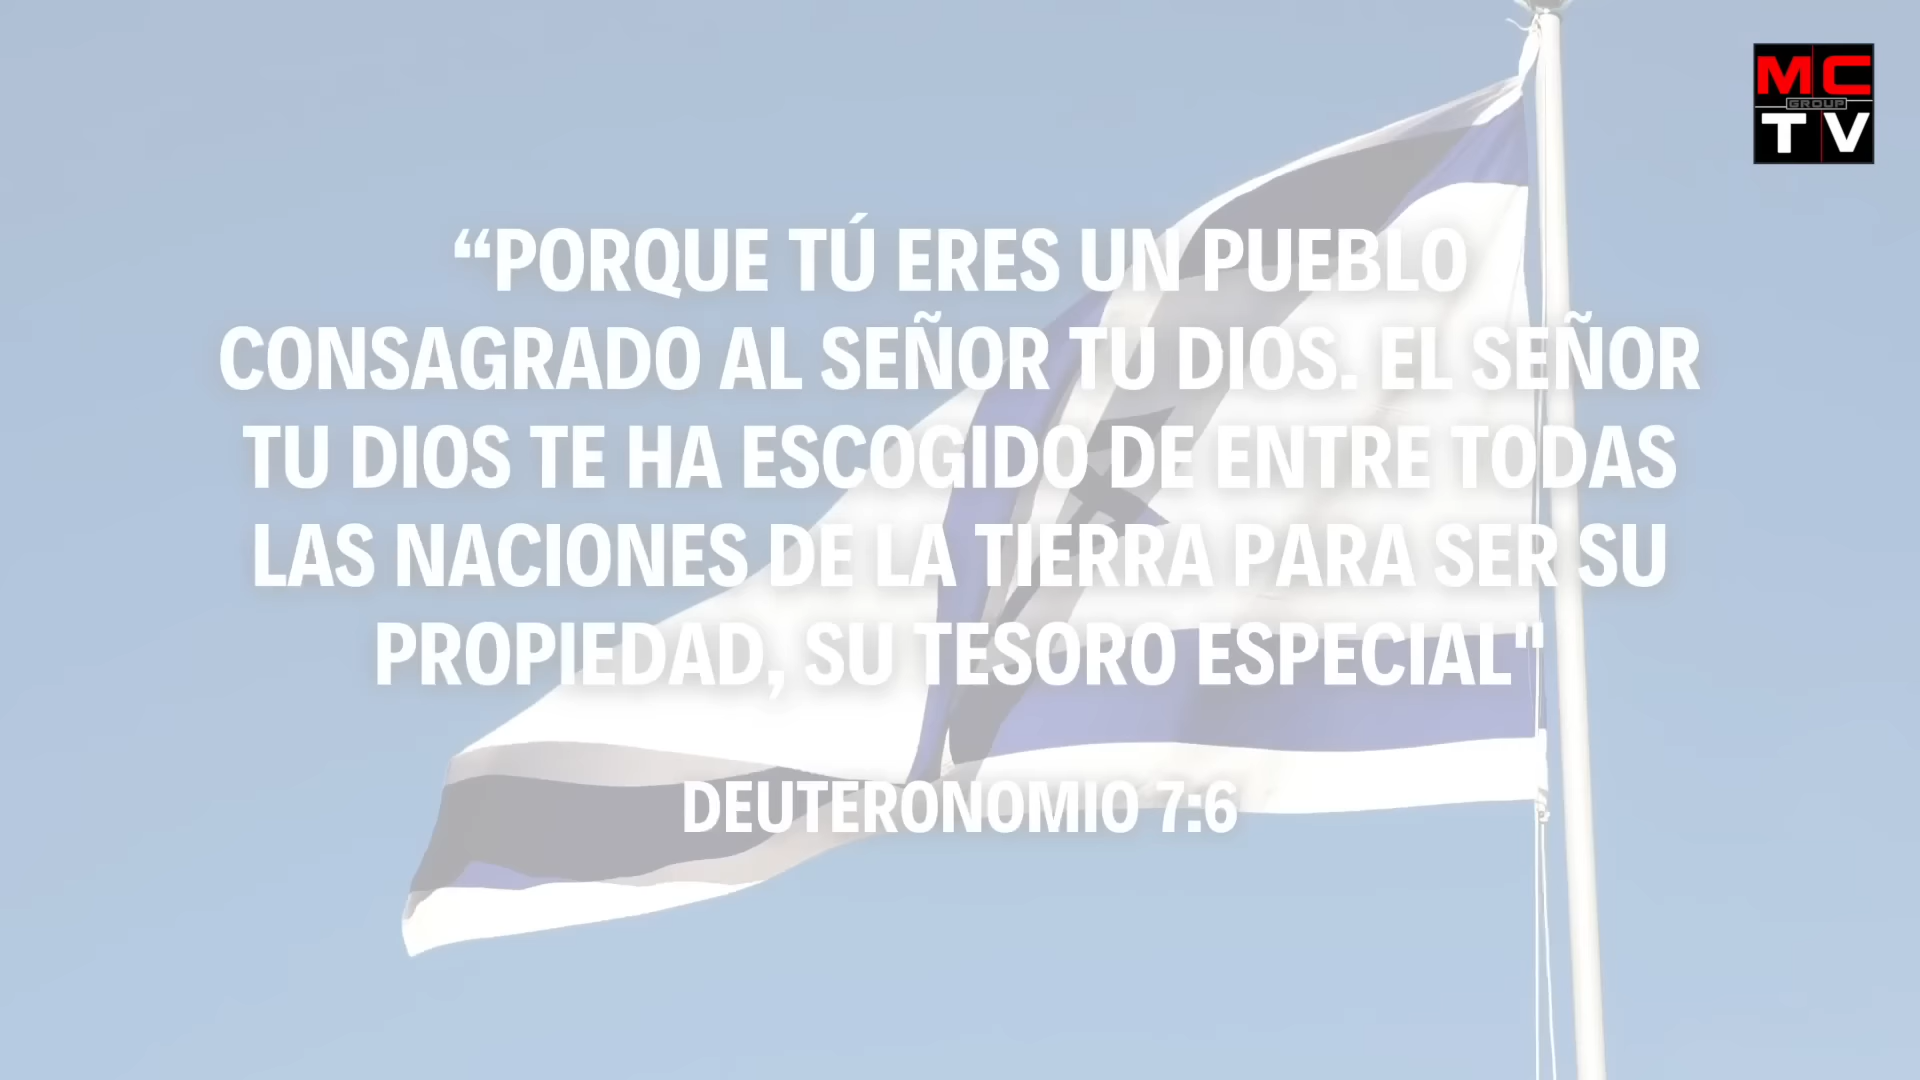 MC
GROUP
TV
“PORQUE TÚ ERES UN PUEBLO
CONSAGRADO AL SEÑOR TU DIOS. EL SEÑOR
TU DIOS TE HA ESCOGIDO DE ENTRE TODAS
LAS NACIONES DE LA TIERRA PARA SER SU
PROPIEDAD, SU TESORO ESPECIAL"
DEUTERONOMIO 7:6